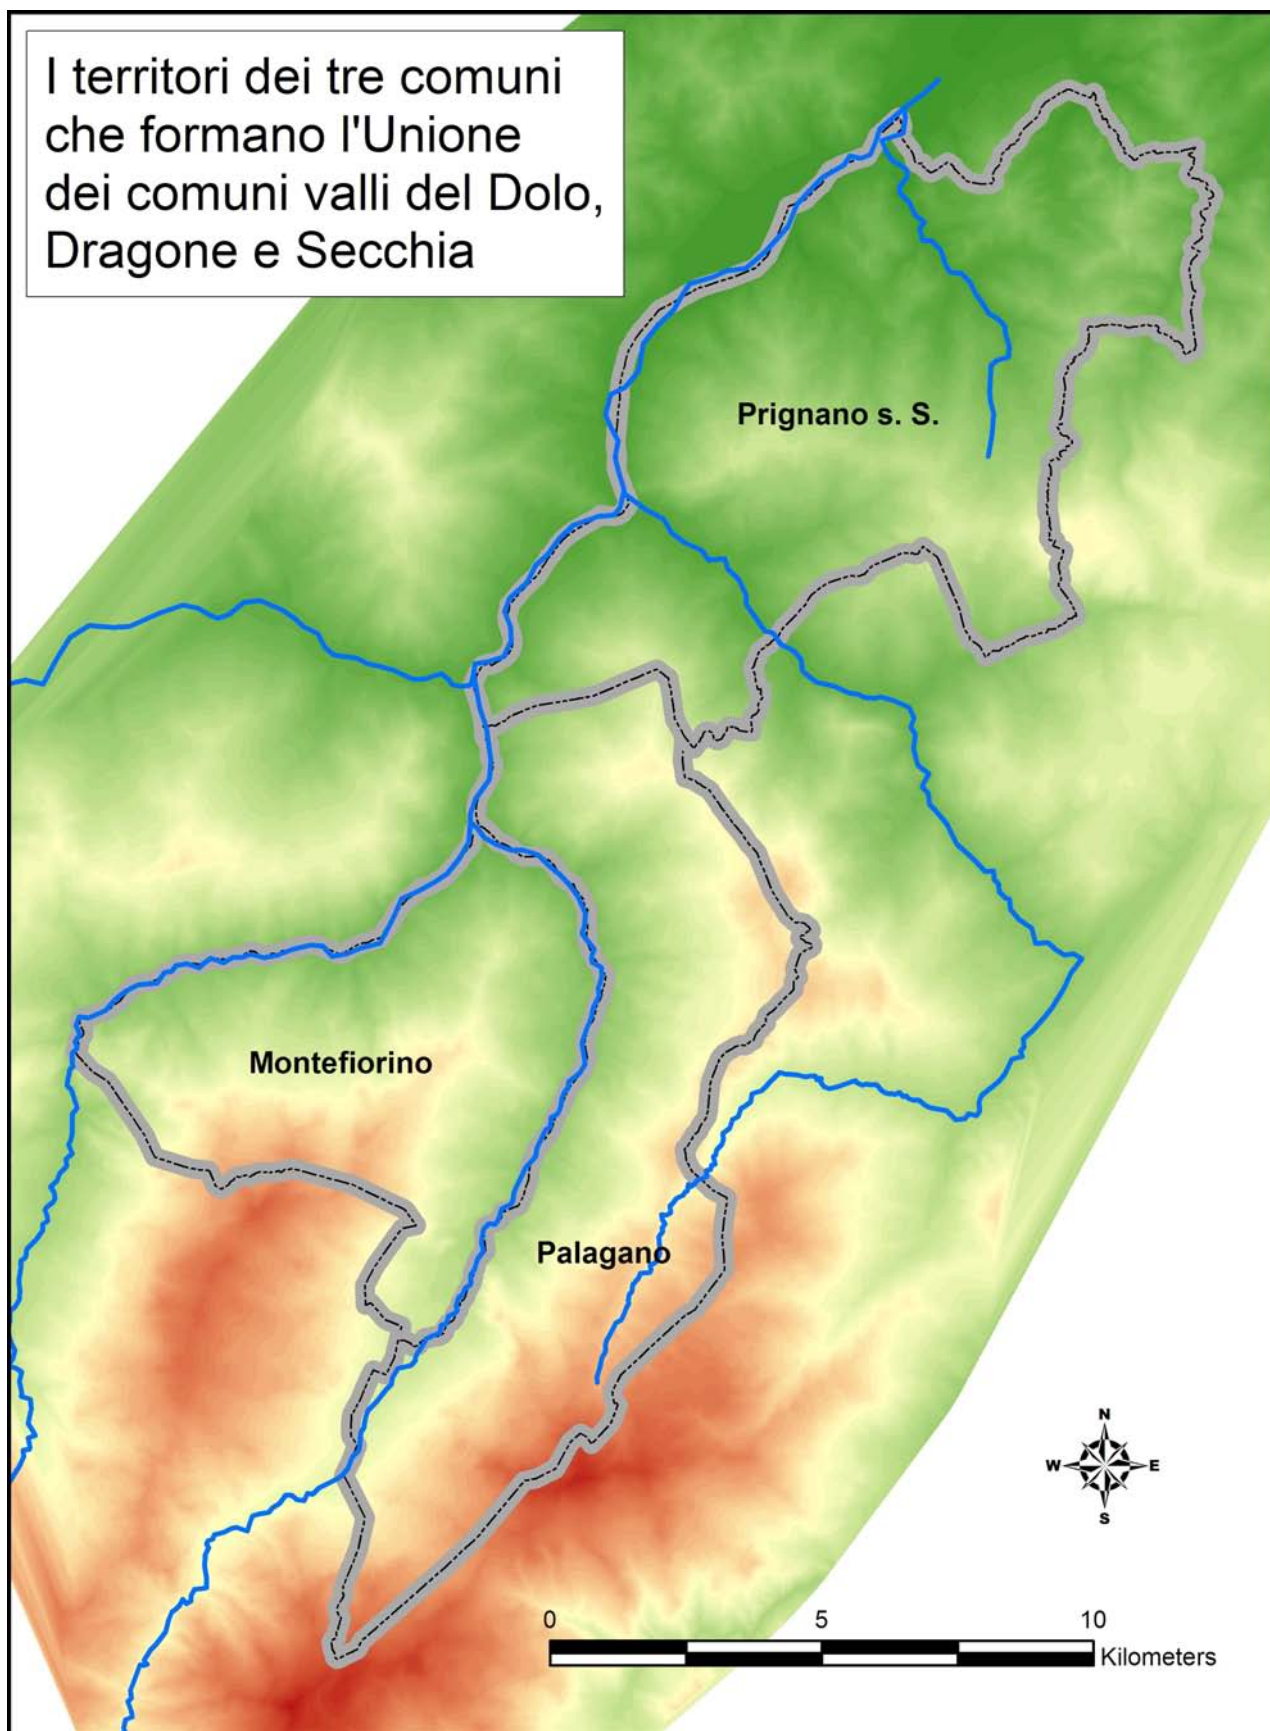 I territori dei tre comuni
che formano l'Unione
dei comuni valli del Dolo,
Dragone e Secchia
Prignano s. S.
Montefiorino
Palagano
N
W E
S
0 5 10
Kilometers